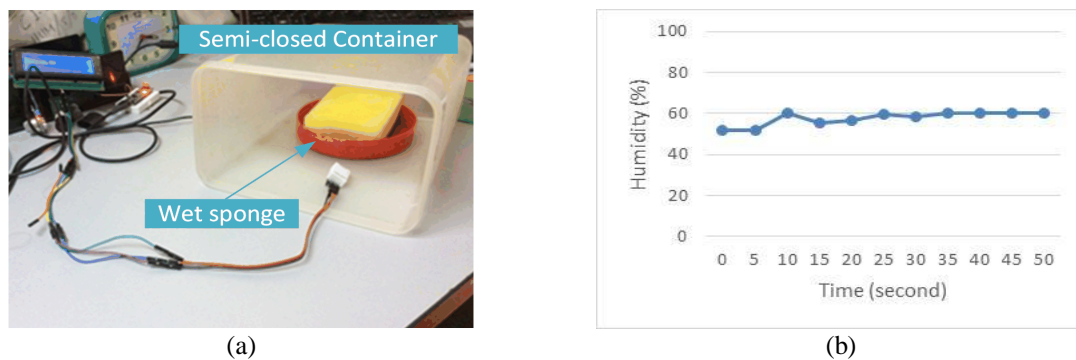 Semi-closed Container
Wet sponge
(a)
100
80
60
40
20
0
Humidity (%)
0 5 10 15 20 25 30 35 40 45 50
Time (second)
(b)